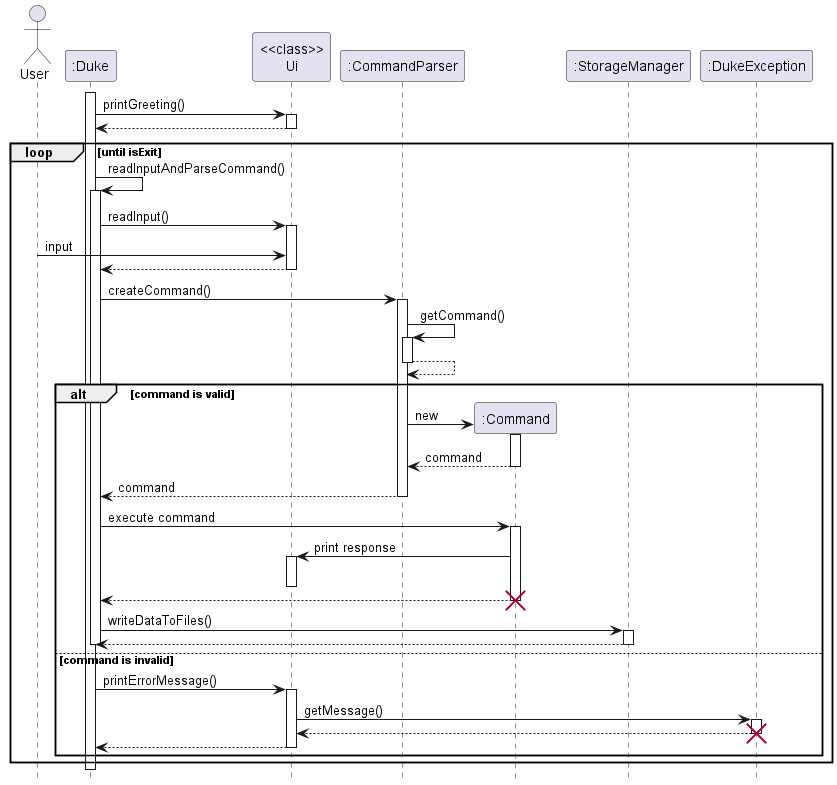 User
:Duke
<<class>>
Ui
:CommandParser
:StorageManager
:DukeException
printGreeting()
loop
[until isExit]
readInputAndParseCommand()
readInput()
input
createCommand()
getCommand()
alt
[command is valid]
new
:Command
command
command
execute command
print response
writeDataToFiles()
[command is invalid]
printErrorMessage()
getMessage()